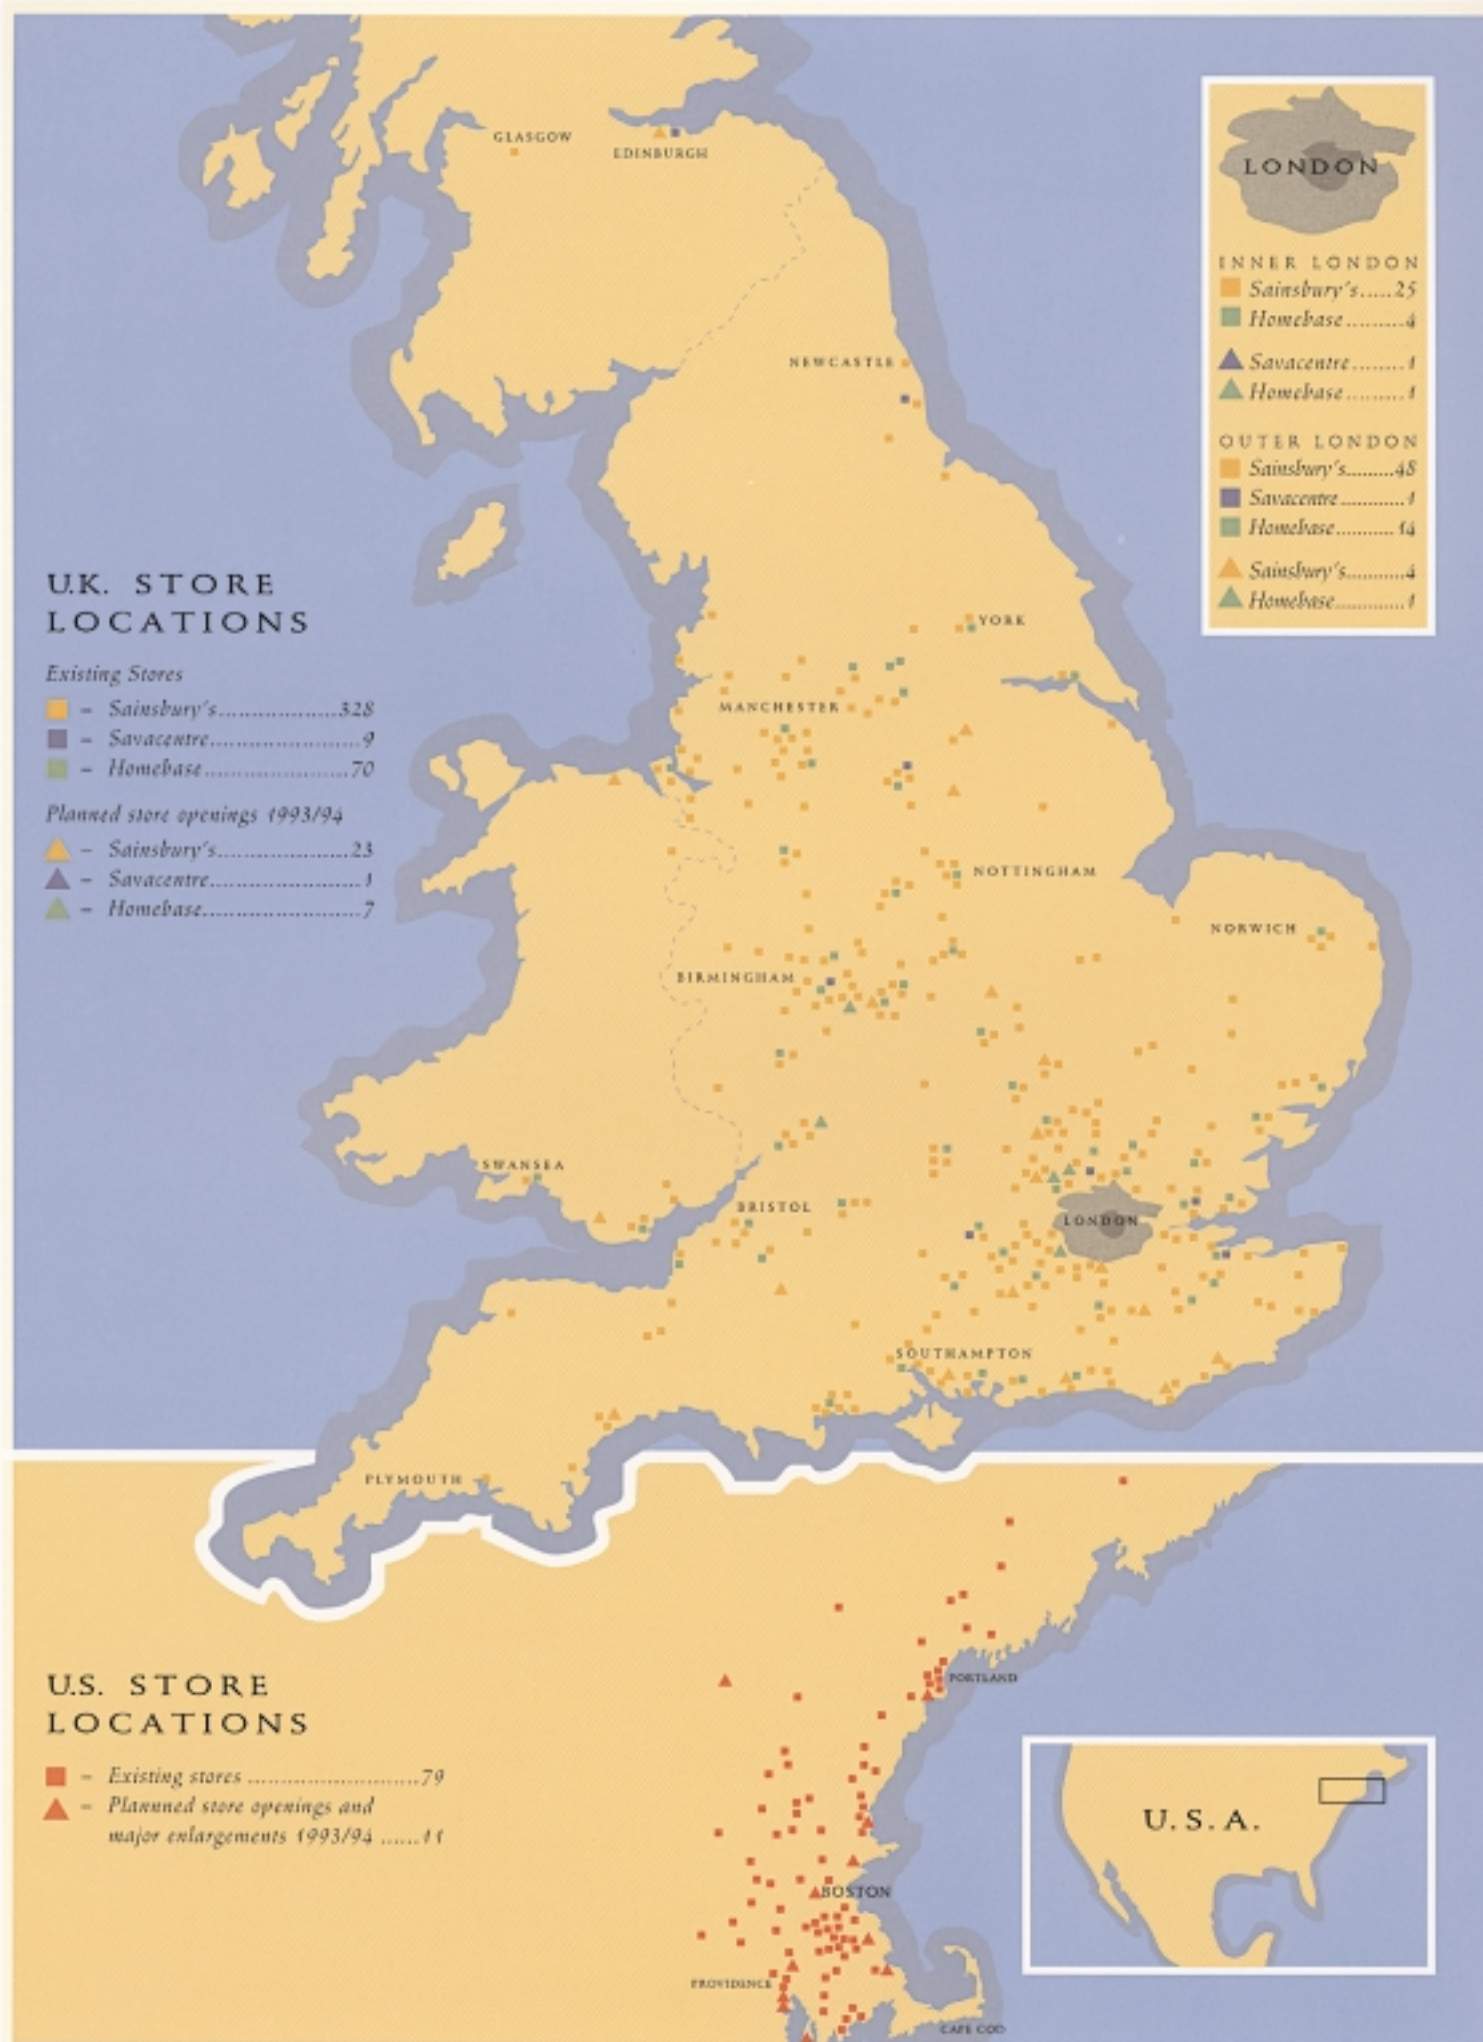 GLASGOW
EDINBURGH
LONDON
INNER LONDON
Sainsbury's.....25
Homebase.........4
Savacentre........1
Homebase.........1
NEWCASTLE
OUTER LONDON
Sainsbury's.........48
Savacentre............1
Homebase...........14
Sainsbury's...........4
Homebase.............1
U.K. STORE
LOCATIONS
Existing Stores
– Sainsbury's...................328
– Savacentre.........................9
– Homebase.......................70
Planned store openings 1993/94
– Sainsbury's.....................23
– Savacentre.........................1
– Homebase.........................7
YORK
MANCHESTER
NOTTINGHAM
NORWICH
BIRMINGHAM
SWANSEA
BRISTOL
LONDON
SOUTHAMPTON
PLYMOUTH
U.S. STORE
LOCATIONS
– Existing stores ..........................79
– Plannned store openings and
major enlargements 1993/94 ......11
PORTLAND
U.S.A.
BOSTON
PROVIDENCE
CAPE COD